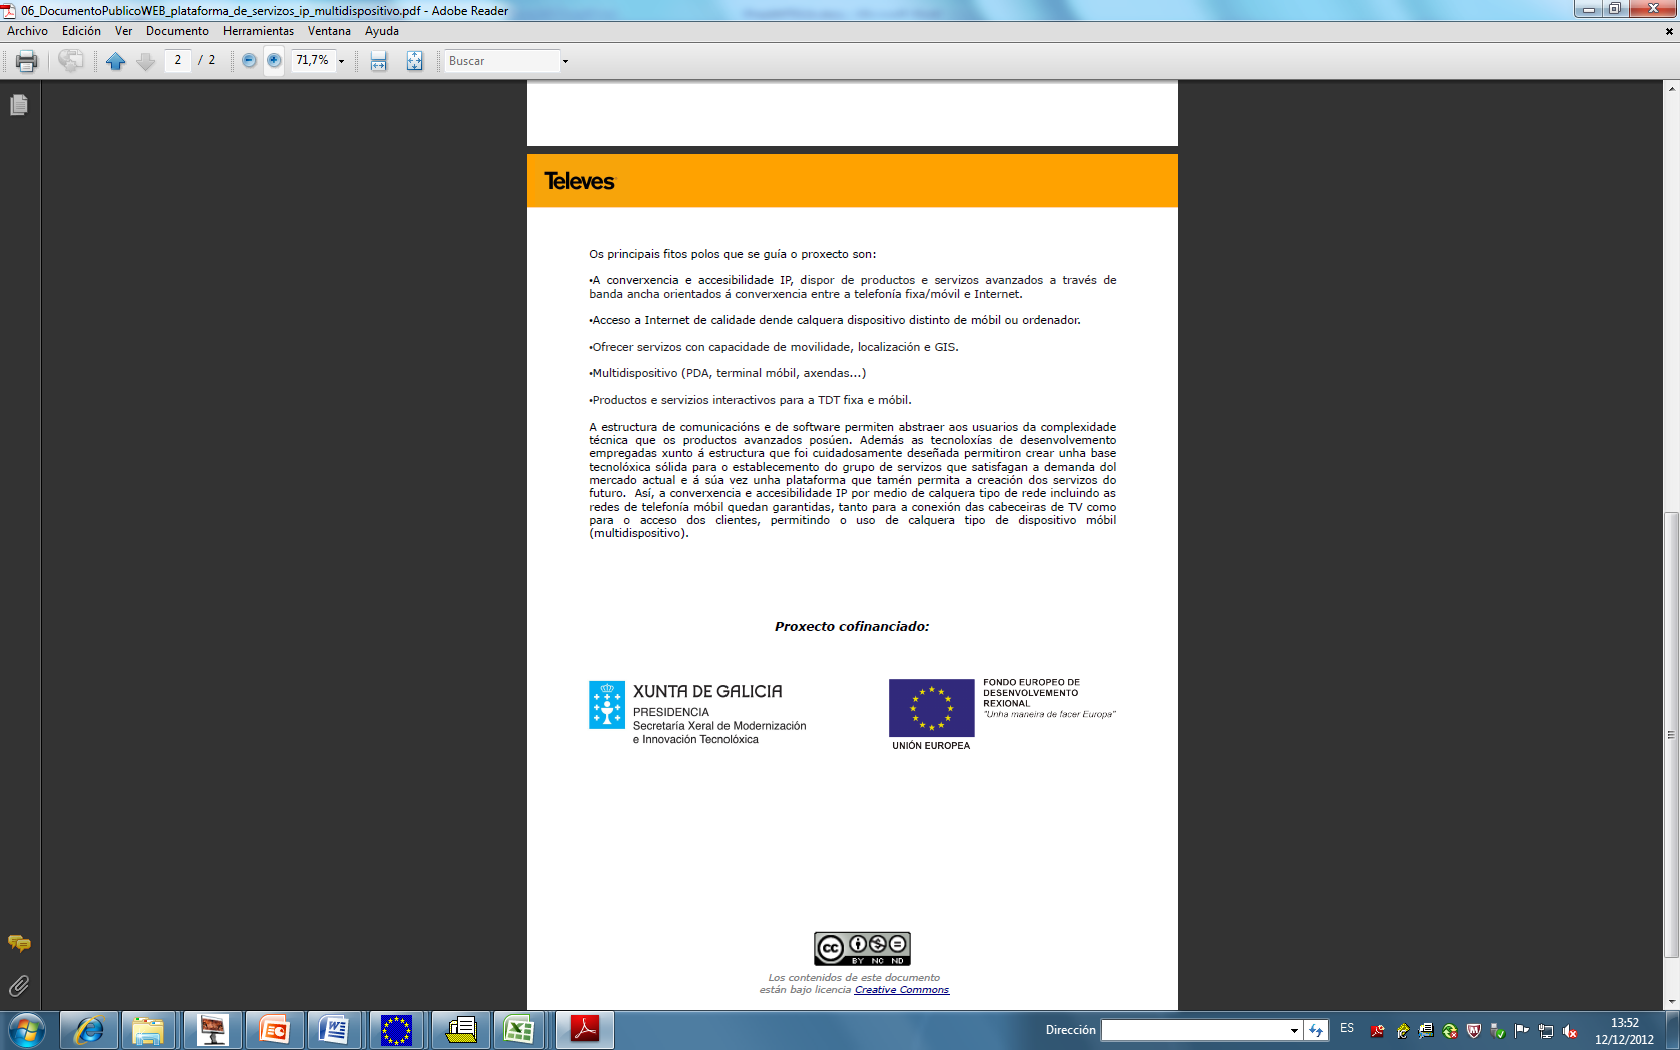 06_DocumentoPublicoWEB_plataforma_de_servizos_ip_multidispositivo.pdf - Adobe Reader
Archivo Edición Ver Documento Herramientas Ventana Ayuda
2 / 2 71,7% Buscar
Televes
Os principais fitos polos que se guía o proxecto son:
•A converxencia e accesibilidade IP, dispor de productos e servizos avanzados a través de
banda ancha orientados á converxencia entre a telefonía fixa/móvil e Internet.
•Acceso a Internet de calidade dende calquera dispositivo distinto de móbil ou ordenador.
•Ofrecer servizos con capacidade de movilidade, localización e GIS.
•Multidispositivo (PDA, terminal móbil, axendas...)
•Productos e servizios interactivos para a TDT fixa e móbil.
A estructura de comunicacións e de software permiten abstraer aos usuarios da complexidade
técnica que os productos avanzados posúen. Además as tecnoloxías de desenvolvemento
empregadas xunto á estructura que foi cuidadosamente deseñada permitiron crear unha base
tecnolóxica sólida para o establecemento do grupo de servizos que satisfagan a demanda dol
mercado actual e á súa vez unha plataforma que tamén permita a creación dos servizos do
futuro. Así, a converxencia e accesibilidade IP por medio de calquera tipo de rede incluindo as
redes de telefonía móbil quedan garantidas, tanto para a conexión das cabeceiras de TV como
para o acceso dos clientes, permitindo o uso de calquera tipo de dispositivo móbil
(multidispositivo).
Proxecto cofinanciado:
XUNTA DE GALICIA
PRESIDENCIA
Secretaría Xeral de Modernización
e Innovación Tecnolóxica
FONDO EUROPEO DE
DESENVOLVEMENTO
REXIONAL
"Unha maneira de facer Europa"
UNIÓN EUROPEA
cc
BY NC ND
Los contenidos de este documento
están bajo licencia Creative Commons
Dirección
ES
13:52
12/12/2012